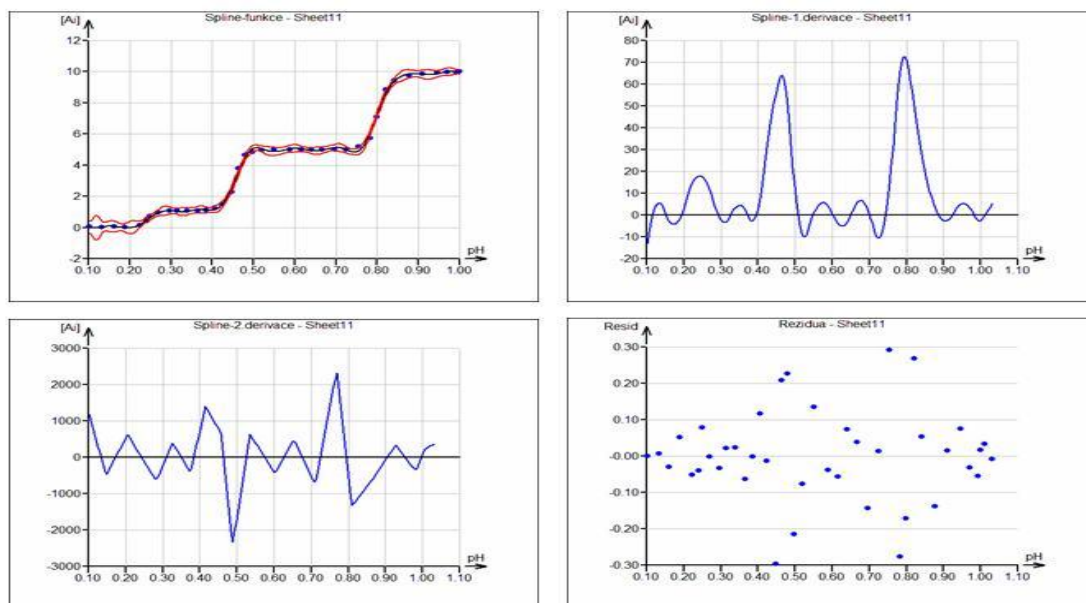 Spline-funkce - Sheet11
[Ai]
12
10
8
6
4
2
0
-2
pH
0.10 0.20 0.30 0.40 0.50 0.60 0.70 0.80 0.90 1.00
Spline-1.derivace - Sheet11
[Ai]
80
70
60
50
40
30
20
10
0
-10
-20
pH
0.10 0.20 0.30 0.40 0.50 0.60 0.70 0.80 0.90 1.00 1.10
Spline-2.derivace - Sheet11
[Ai]
3000
2000
1000
0
-1000
-2000
-3000
pH
0.10 0.20 0.30 0.40 0.50 0.60 0.70 0.80 0.90 1.00 1.10
Rezidua - Sheet11
Resid
0.30
0.20
0.10
-0.00
-0.10
-0.20
-0.30
pH
0.10 0.20 0.30 0.40 0.50 0.60 0.70 0.80 0.90 1.00 1.10